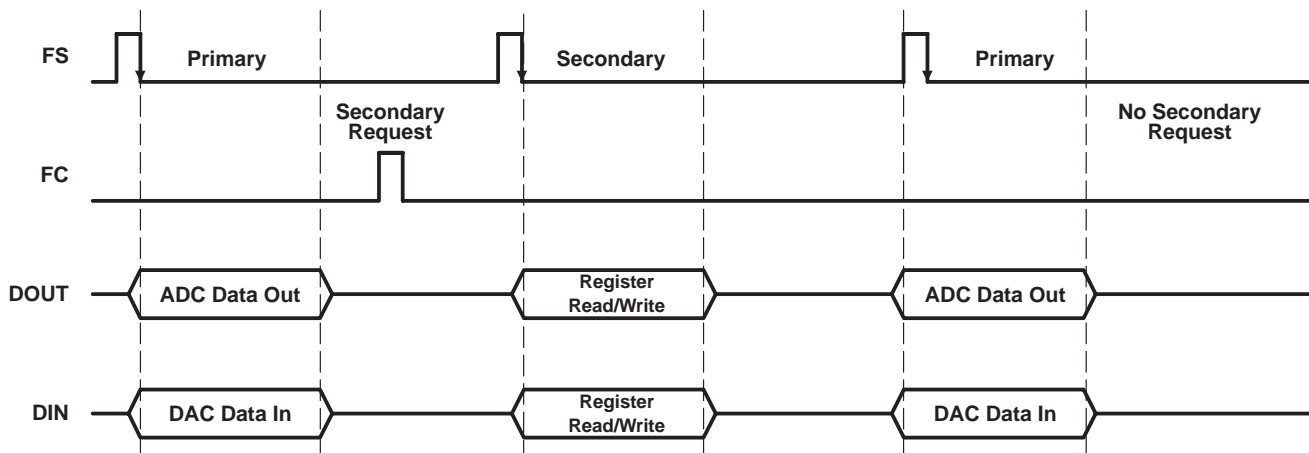 FS
Primary
Secondary
Primary
Secondary
Request
No Secondary
Request
FC
DOUT
ADC Data Out
Register
Read/Write
ADC Data Out
DIN
DAC Data In
Register
Read/Write
DAC Data In